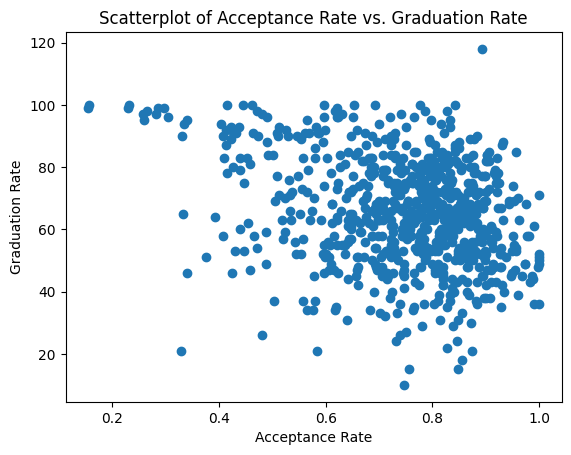 Scatterplot of Acceptance Rate vs. Graduation Rate
120
100
80
60
40
20
Graduation Rate
0.2 0.4 0.6 0.8 1.0
Acceptance Rate